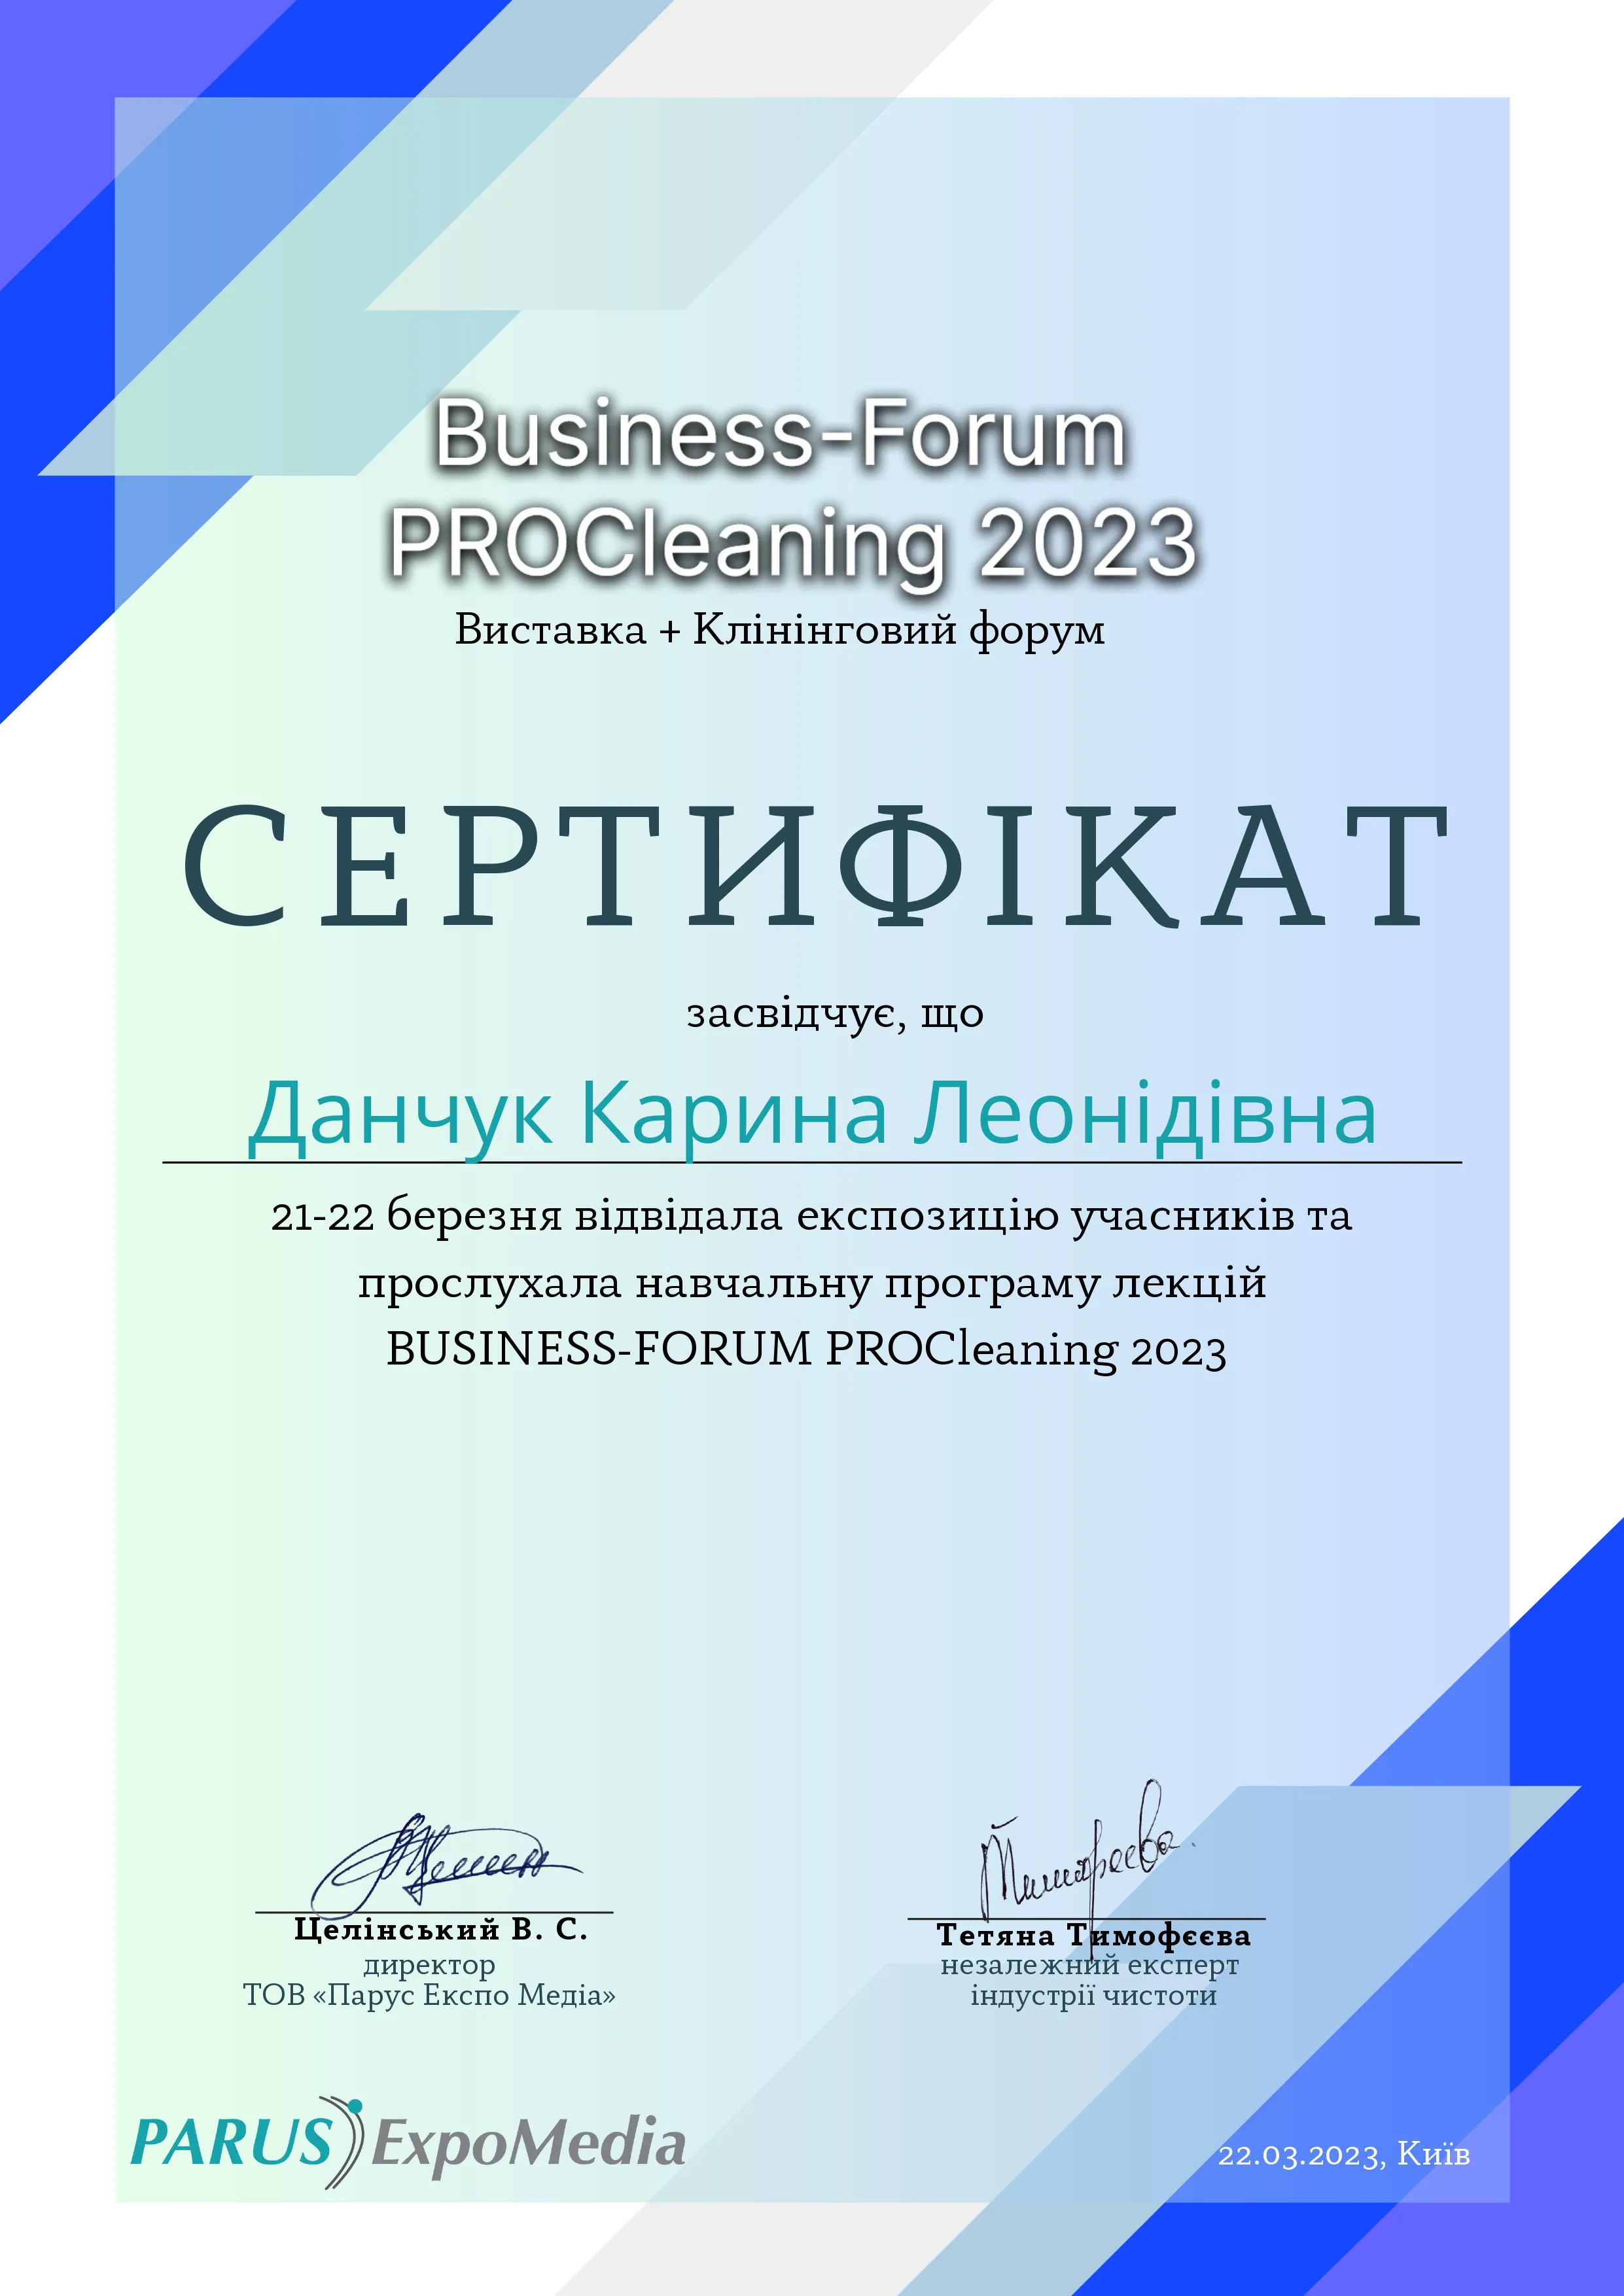 Business-Forum
PROCleaning 2023
Виставка + Клінінговий форум
СЕРТИФІКАТ
засвідчує, що
Данчук Карина Леонідівна
21-22 березня відвідала експозицію учасників та
прослухала навчальну програму лекцій
BUSINESS-FORUM PROCleaning 2023
Целінський В. С.
директор
ТОВ «Парус Експо Медіа»
Тимофеева
Тетяна Тимофєєва
незалежний експерт
індустрії чистоти
PARUS ExpoMedia
22.03.2023, Київ